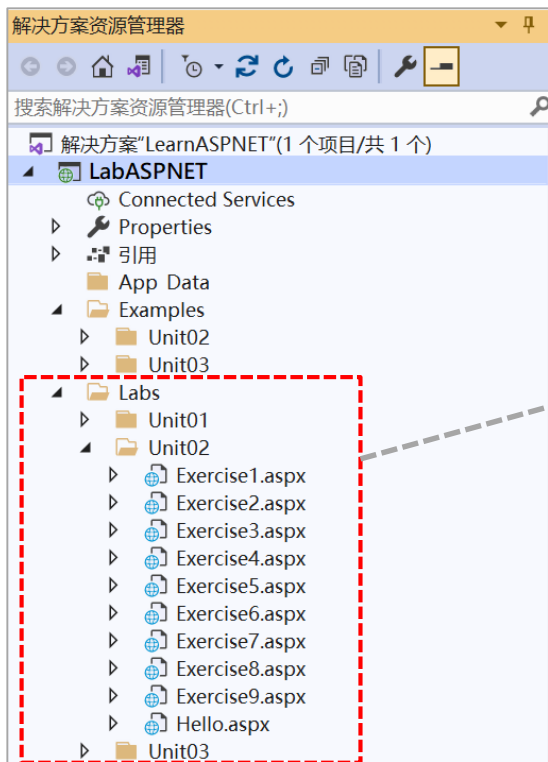 解决方案资源管理器
搜索解决方案资源管理器(Ctrl+;)
解决方案"LearnASPNET"(1 个项目/共 1 个)
LabASPNET
Connected Services
Properties
引用
App Data
Examples
Unit02
Unit03
Labs
Unit01
Unit02
Exercise1.aspx
Exercise2.aspx
Exercise3.aspx
Exercise4.aspx
Exercise5.aspx
Exercise6.aspx
Exercise7.aspx
Exercise8.aspx
Exercise9.aspx
Hello.aspx
Unit03